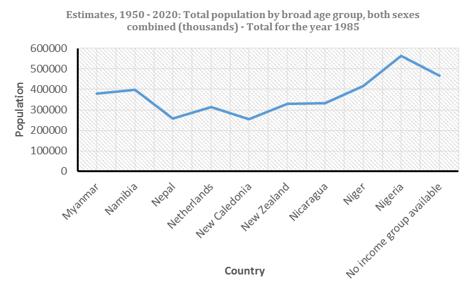 Estimates, 1950 - 2020: Total population by broad age group, both sexes
combined (thousands) - Total for the year 1985
600000
500000
400000
300000
200000
100000
0
Population
Myanmar
Namibia
Nepal
Netherlands
New Caledonia
New Zealand
Nicaragua
Niger
Nigeria
No income group available
Country